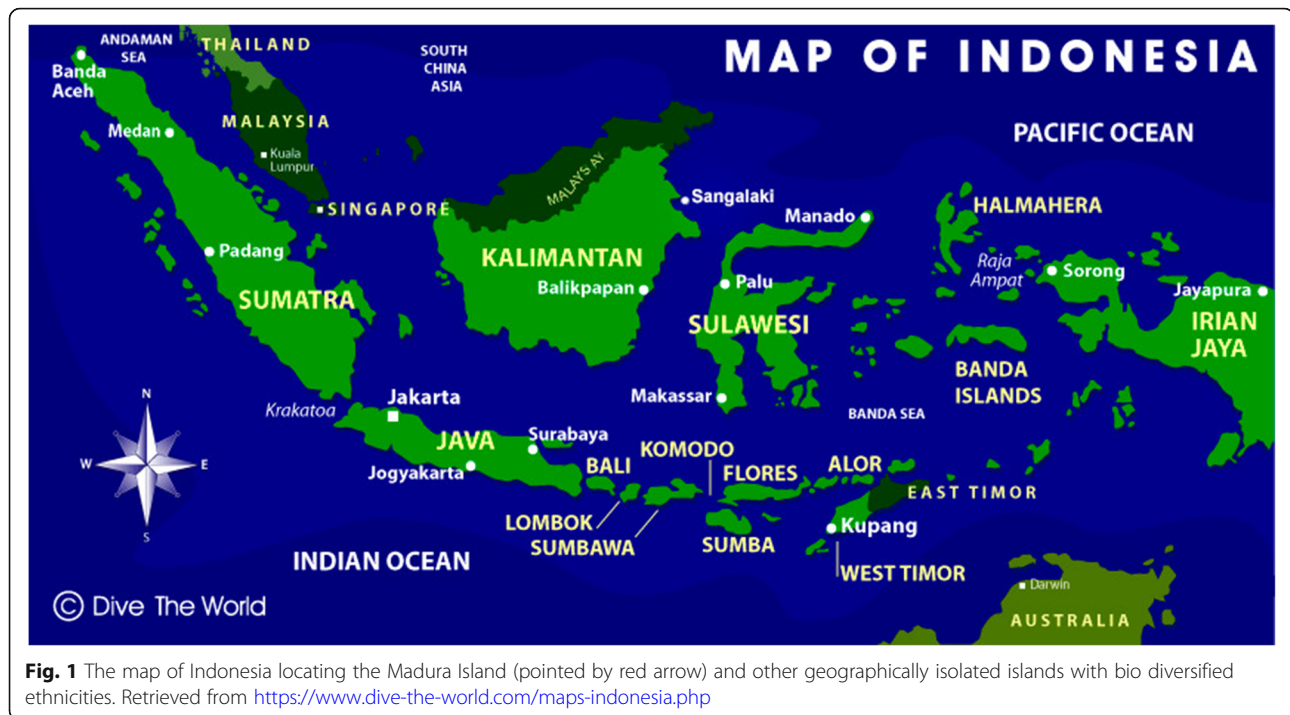 MAP OF INDONESIA
ANDAMAN
SEA
THAILAND
SOUTH
CHINA
ASIA
Banda
Aceh
PACIFIC OCEAN
Medan
MALAYSIA
Kuala
Lumpur
MALAYS AY
Sangalaki
SINGAPORE
Manado
HALMAHERA
Padang
KALIMANTAN
Raja
Ampat
Sorong
SUMATRA
Balikpapan
Palu
Jayapura
SULAWESI
IRIAN
JAYA
BANDA
ISLANDS
Krakatoa
Jakarta
Makassar
BANDA SEA
N
W
E
S
JAVA
Surabaya
KOMODO
Jogyakarta
BALI
FLORES
ALOR
EAST TIMOR
LOMBOK
SUMBAWA
SUMBA
Kupang
INDIAN OCEAN
WEST TIMOR
Darwin
© Dive The World
AUSTRALIA
Fig. 1 The map of Indonesia locating the Madura Island (pointed by red arrow) and other geographically isolated islands with bio diversified
ethnicities. Retrieved from https://www.dive-the-world.com/maps-indonesia.php